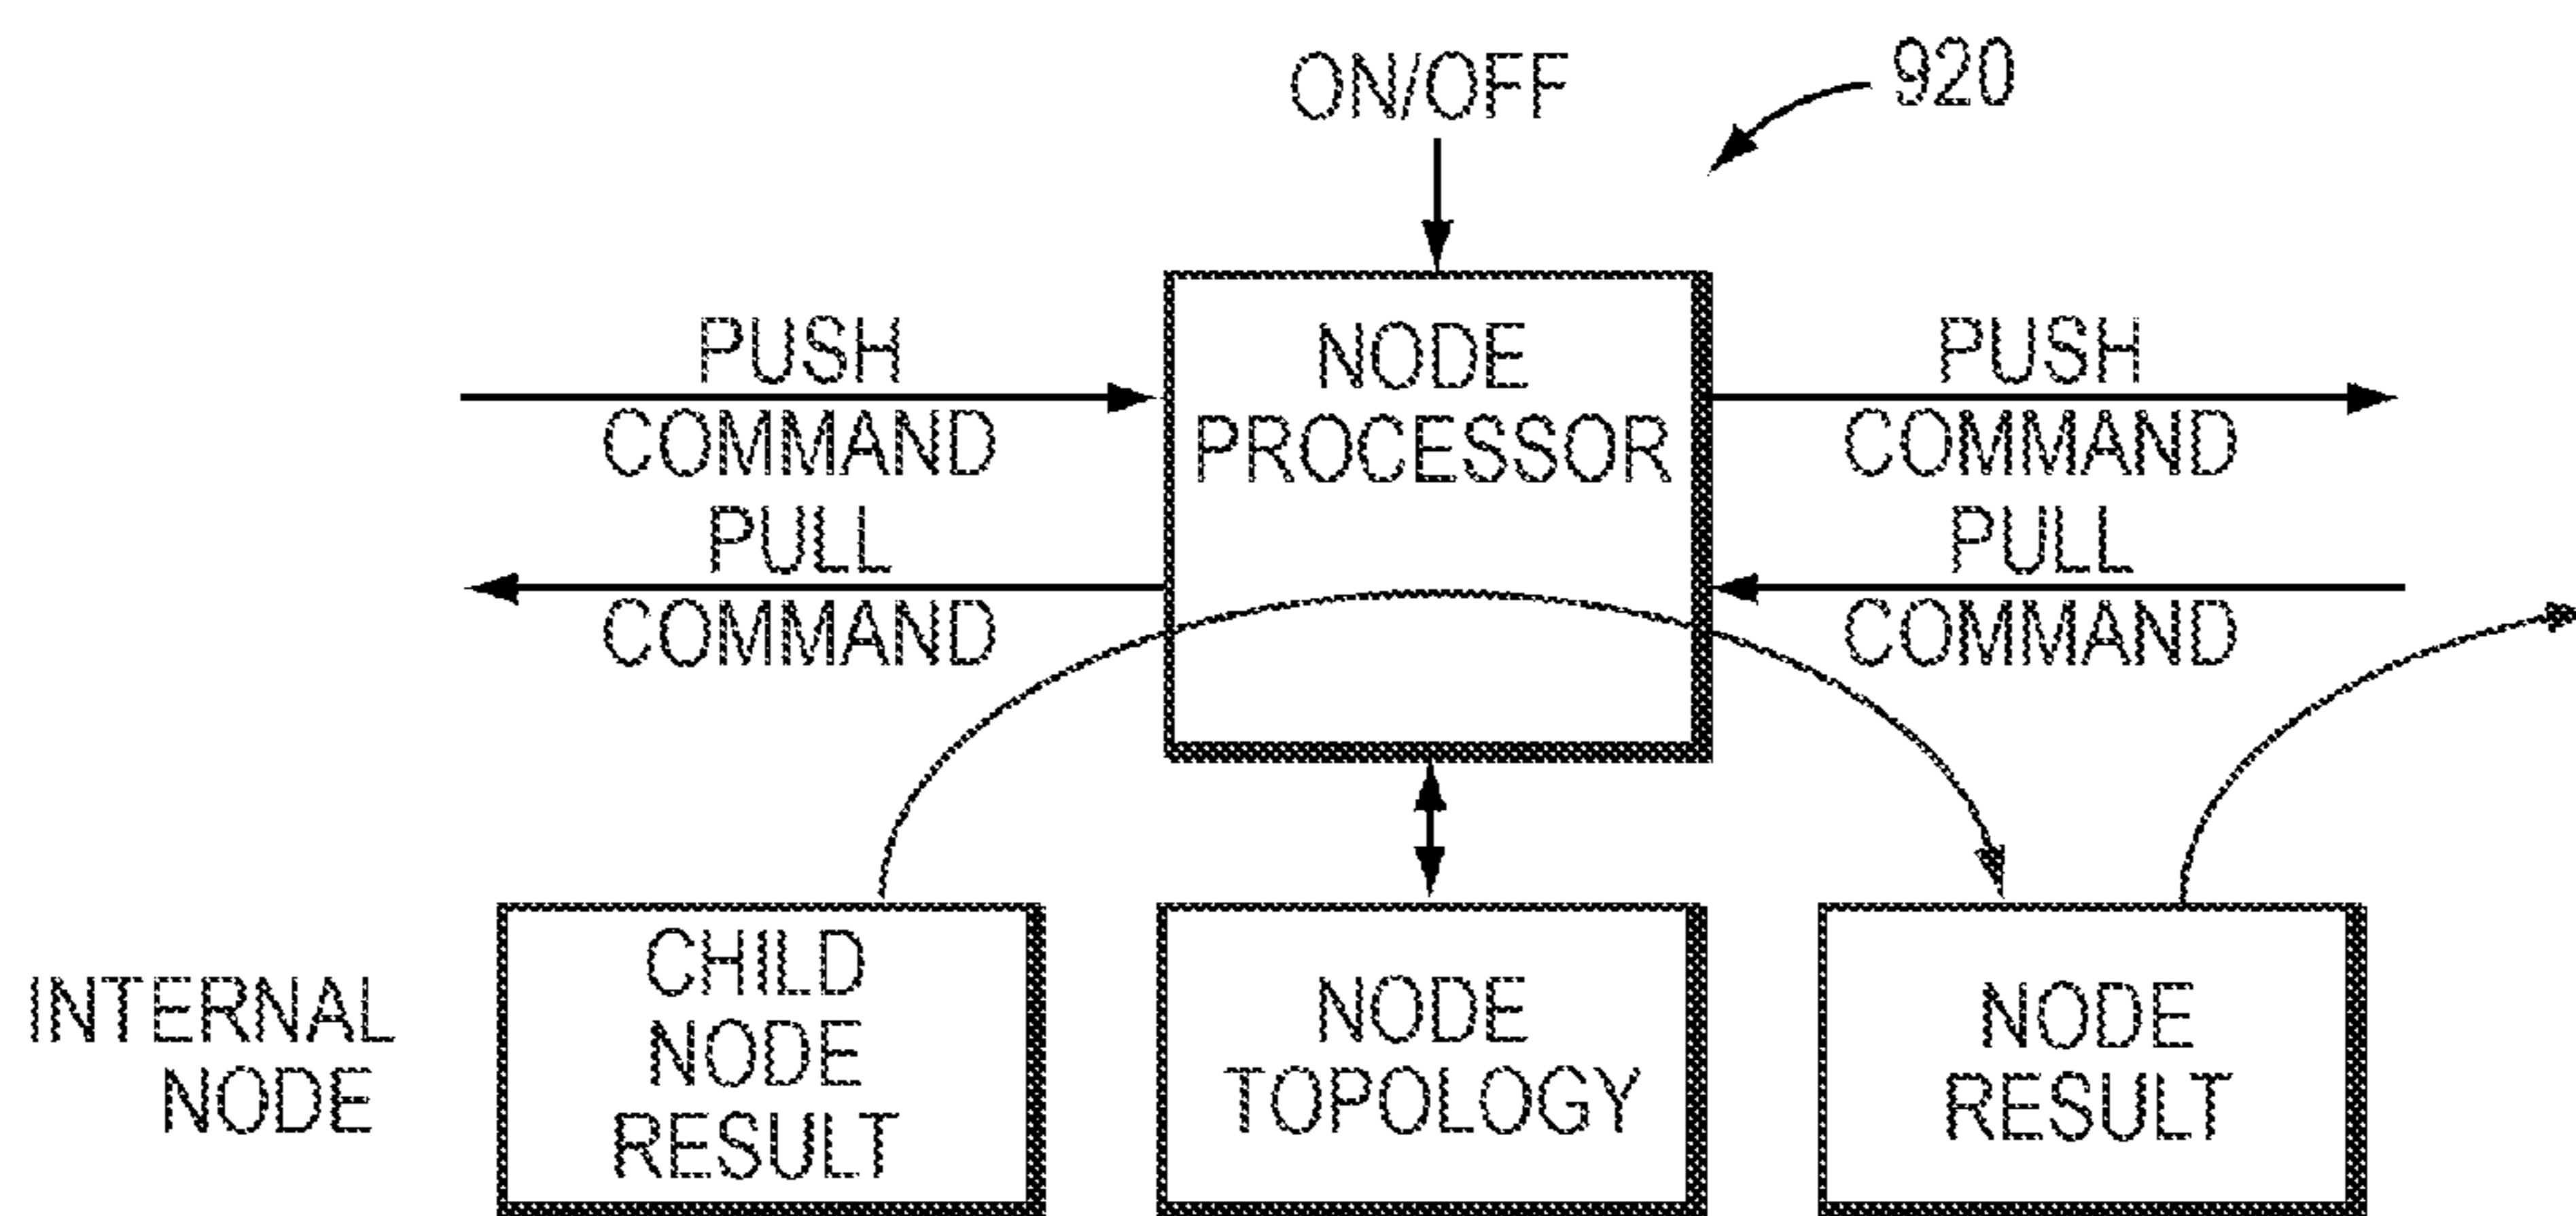 ON/OFF
920
PUSH
COMMAND
PULL
COMMAND
NODE
PROCESSOR
PUSH
COMMAND
PULL
COMMAND
INTERNAL
NODE
CHILD
NODE
RESULT
NODE
TOPOLOGY
NODE
RESULT